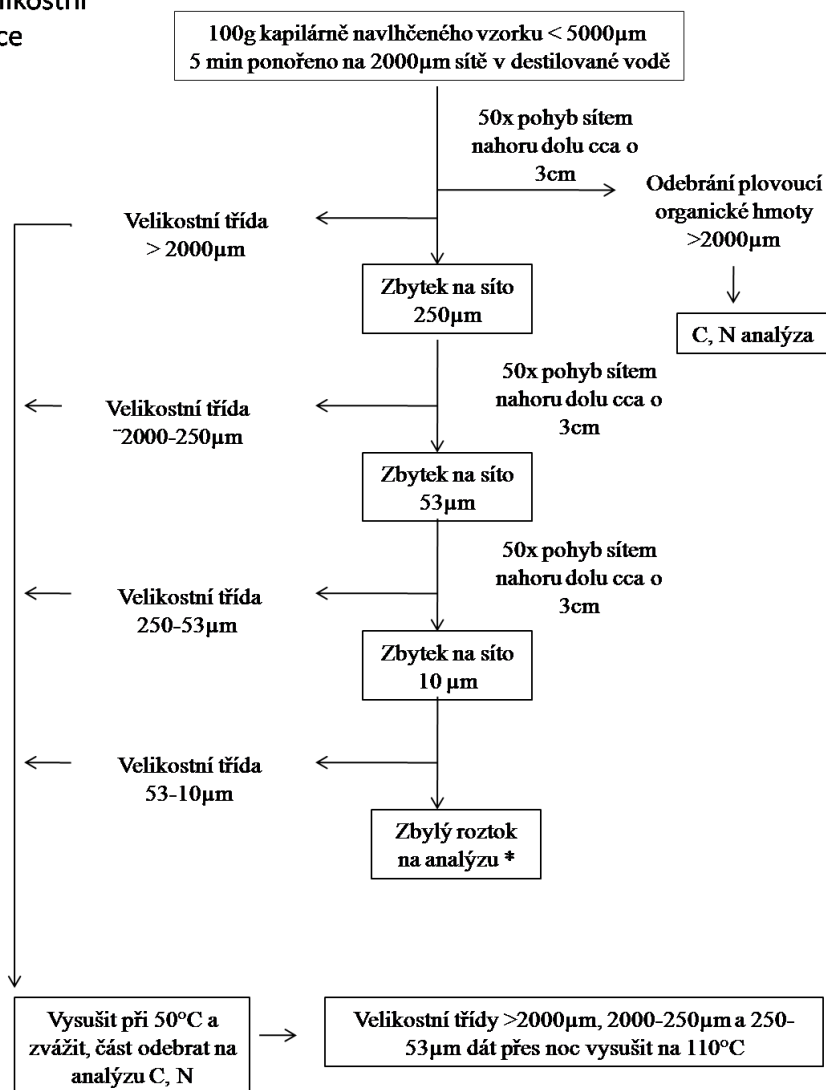 100g kapilárně navlhčeného vzorku < 5000µm
5 min ponořeno na 2000µm sítě v destilované vodě
50x pohyb sítem
nahoru dolu cca o
3cm
Odebrání plovoucí
organické hmoty
>2000µm
Velikostní třída
> 2000µm
Zbytek na síto
250µm
C, N analýza
50x pohyb sítem
nahoru dolu cca o
3cm
Velikostní třída
2000-250µm
Zbytek na síto
53µm
50x pohyb sítem
nahoru dolu cca o
3cm
Velikostní třída
250-53µm
Zbytek na síto
10 µm
Velikostní třída
53-10µm
Zbylý roztok
na analýzu *
Vysušit při 50°C a
zvážit, část odebrat na
analýzu C, N
Velikostní třídy >2000µm, 2000-250µm a 250-
53µm dát přes noc vysušit na 110°C